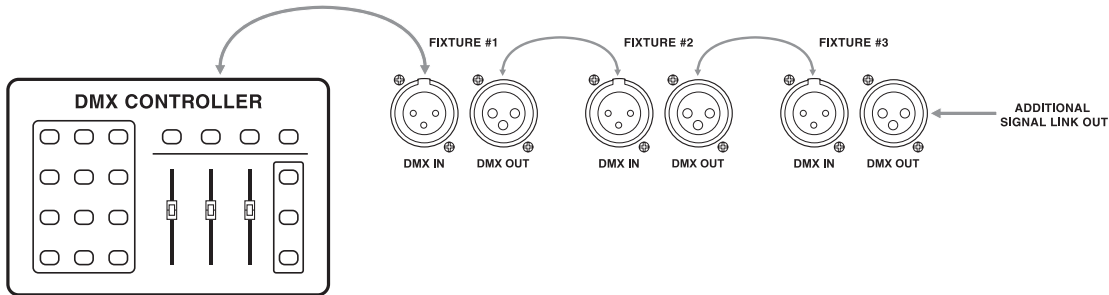 DMX CONTROLLER
FIXTURE #1
FIXTURE #2
FIXTURE #3
DMX IN
DMX OUT
DMX IN
DMX OUT
DMX IN
DMX OUT
ADDITIONAL
SIGNAL LINK OUT